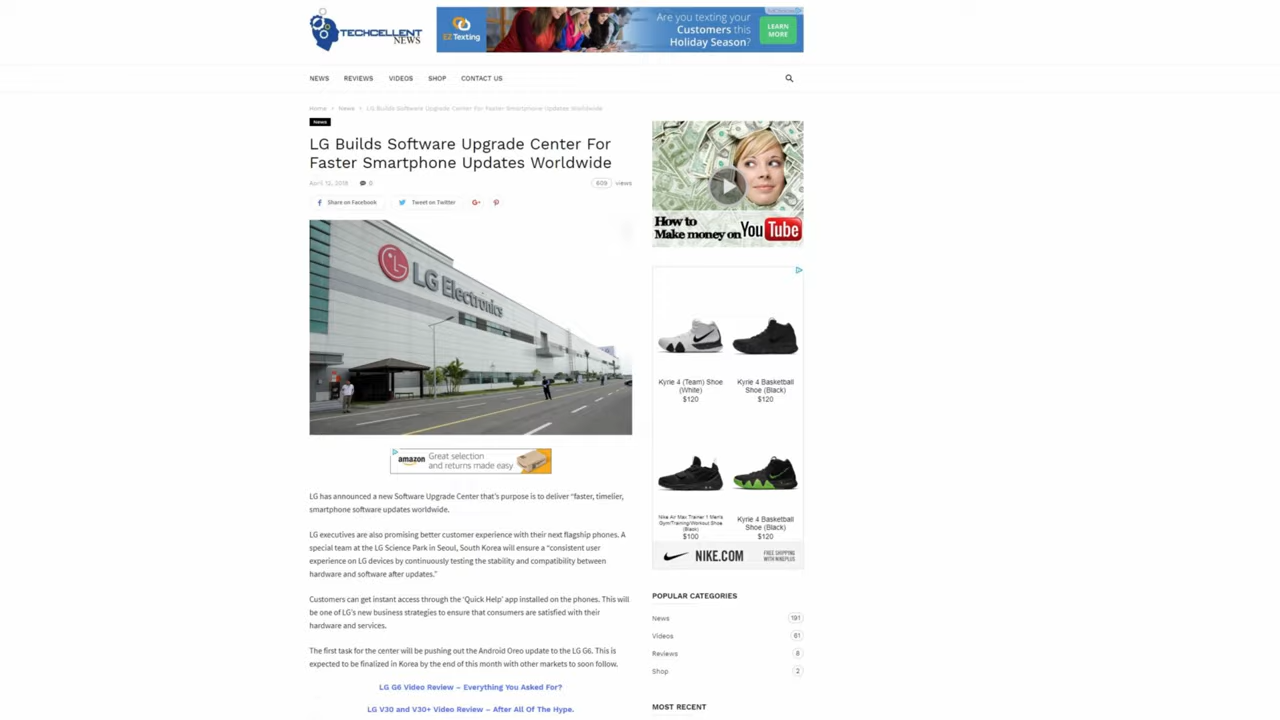 TECHCELLENT
NEWS
EZ Texting
Are you texting your
Customers this
Holiday Season?
LEARN
MORE
NEWS
REVIEWS
VIDEOS
SHOP
CONTACT US
Home
News
LG Builds Software Upgrade Center For Faster Smartphone Updates Worldwide
News
LG Builds Software Upgrade Center For
Faster Smartphone Updates Worldwide
April 12, 2018
0
609 views
Share on Facebook
Tweet on Twitter
G+
LG Electronics
How to
Make money on YouTube
amazon
Great selection
and returns made easy
Kyrie 4 (Team) Shoe
(White)
$120
Kyrie 4 Basketball
Shoe (Black)
$120
Nike Air Max Trainer 1 Men's
Gym/Training/Workout Shoe
(Black)
$100
Kyrie 4 Basketball
Shoe (Black)
$120
NIKE.COM
FREE SHIPPING
WITH NIKEPLUS
LG has announced a new Software Upgrade Center that's purpose is to deliver "faster, timelier,
smartphone software updates worldwide.
LG executives are also promising better customer experience with their next flagship phones. A
special team at the LG Science Park in Seoul, South Korea will ensure a "consistent user
experience on LG devices by continuously testing the stability and compatibility between
hardware and software after updates."
Customers can get instant access through the 'Quick Help' app installed on the phones. This will
be one of LG's new business strategies to ensure that consumers are satisfied with their
hardware and services.
The first task for the center will be pushing out the Android Oreo update to the LG G6. This is
expected to be finalized in Korea by the end of this month with other markets to soon follow.
LG G6 Video Review – Everything You Asked For?
LG V30 and V30+ Video Review – After All Of The Hype.
POPULAR CATEGORIES
News 191
Videos 61
Reviews 8
Shop 2
MOST RECENT